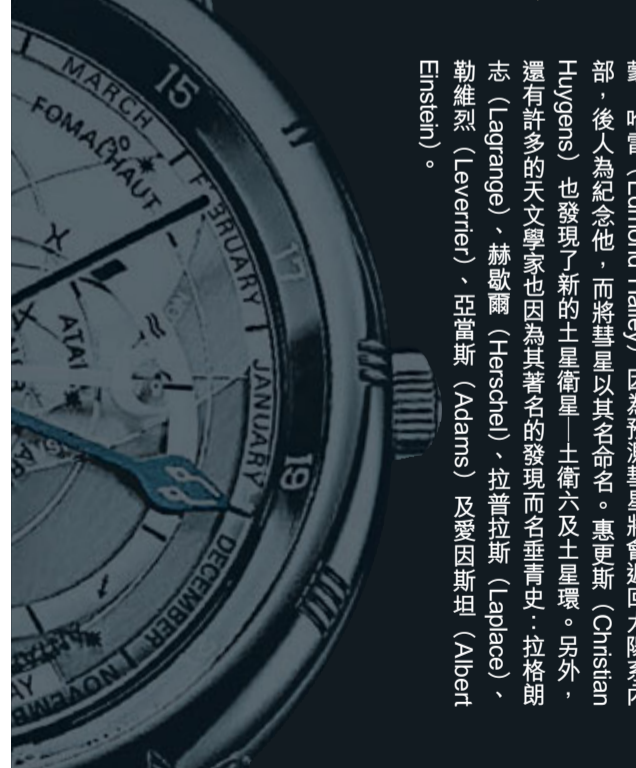 哈雷（Edmond Halley）因為預測彗星將會返回太陽系內
部，後人為紀念他，而將彗星以其名命名。惠更斯（Christian
Huygens）也發現了新的土星衛星—土衛六及土星環。另外，
還有許多的天文學家也因為其著名的發現而名垂青史：拉格朗
志（Lagrange）、赫歇爾（Herschel）、拉普拉斯（Laplace）、
勒維烈（Leverrier）、亞當斯（Adams）及愛因斯坦（Albert
Einstein）。
15
17
19
MARCH
FEBRUARY
JANUARY
DECEMBER
NOVEMBER
FOMALHAUT